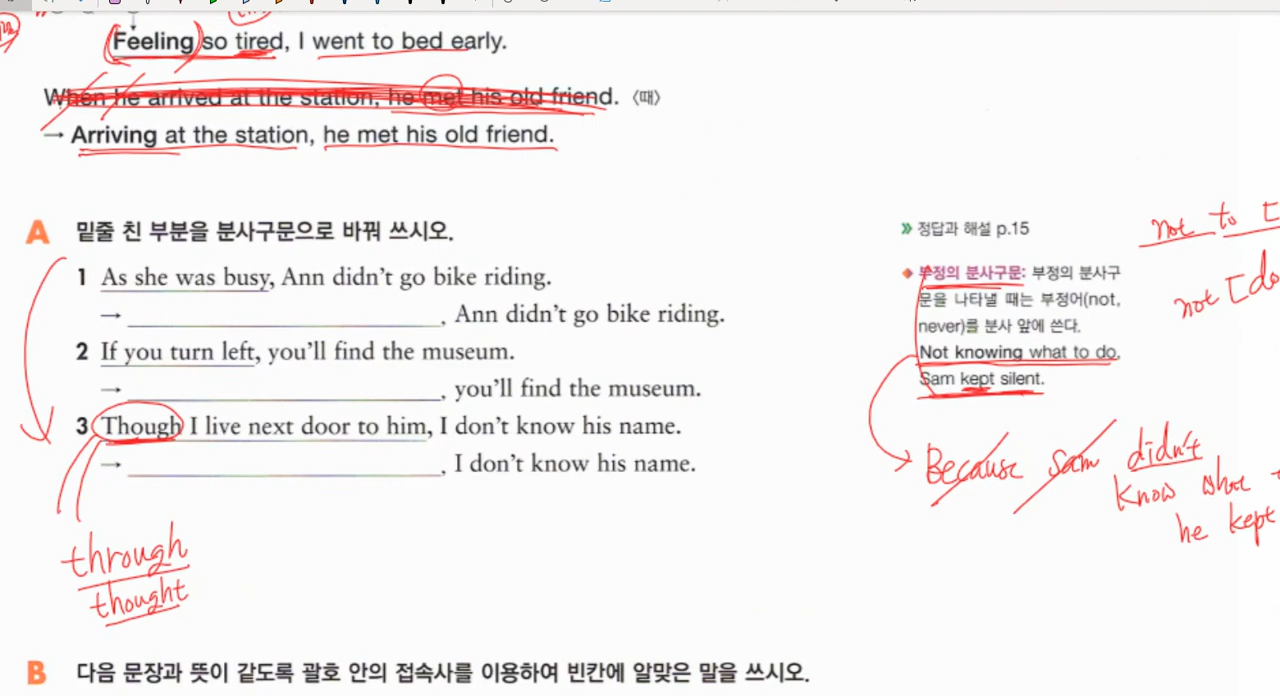 Feeling so tired, I went to bed early.
When he arrived at the station, he met his old friend. 〈때〉
→ Arriving at the station, he met his old friend.
A 밑줄 친 부분을 분사구문으로 바꿔 쓰시오.
1 As she was busy, Ann didn't go bike riding.
→ ______, Ann didn't go bike riding.
2 If you turn left, you'll find the museum.
→ ______, you'll find the museum.
3 Though I live next door to him, I don't know his name.
→ ______, I don't know his name.
through
thought
» 정답과 해설 p.15
◆ 부정의 분사구문: 부정의 분사구
문을 나타낼 때는 부정어(not,
never)를 분사 앞에 쓴다.
Not knowing what to do,
Sam kept silent.
not to
not
Because Sam didn't
know what
he kept
B 다음 문장과 뜻이 같도록 괄호 안의 접속사를 이용하여 빈칸에 알맞은 말을 쓰시오.